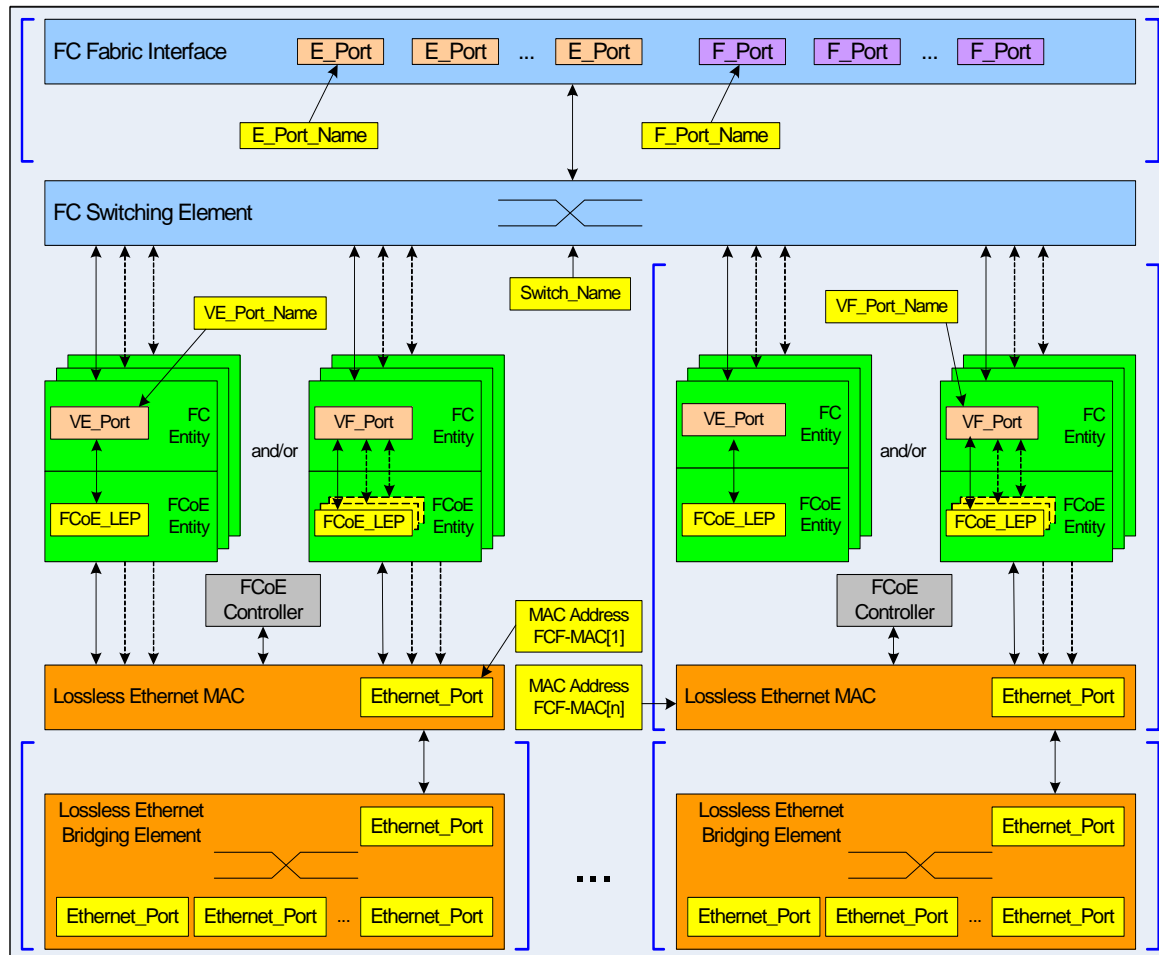 FC Fabric Interface E_Port E_Port ... E_Port F_Port F_Port ... F_Port
E_Port_Name F_Port_Name
FC Switching Element
Switch_Name
VE_Port_Name VF_Port_Name
VE_Port FC Entity and/or VF_Port FC Entity VE_Port FC Entity and/or VF_Port FC Entity
FCoE_LEP FCoE Entity FCoE_LEP FCoE Entity FCoE_LEP FCoE Entity FCoE_LEP FCoE Entity
FCoE
Controller
FCoE
Controller
MAC Address
FCF-MAC[1]
Lossless Ethernet MAC Ethernet_Port
MAC Address
FCF-MAC[n]
Lossless Ethernet MAC Ethernet_Port
Lossless Ethernet
Bridging Element
Ethernet_Port
Ethernet_Port Ethernet_Port ... Ethernet_Port
...
Lossless Ethernet
Bridging Element
Ethernet_Port
Ethernet_Port Ethernet_Port ... Ethernet_Port